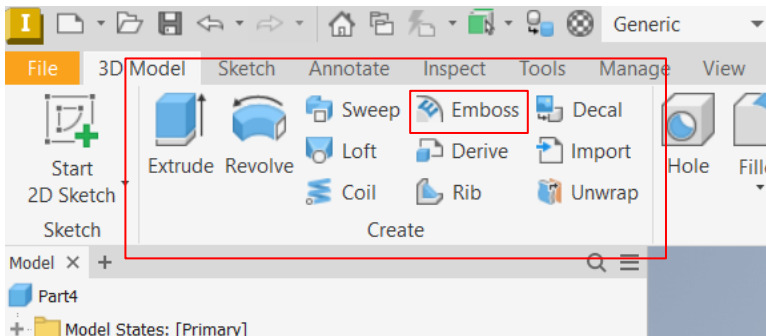 I Generic
File 3D Model Sketch Annotate Inspect Tools Manage View
Start
2D Sketch
Extrude Revolve
Sweep Emboss Decal
Loft Derive Import
Coil Rib Unwrap
Hole
Sketch Create
Model × +
Part4
Model States: [Primary]